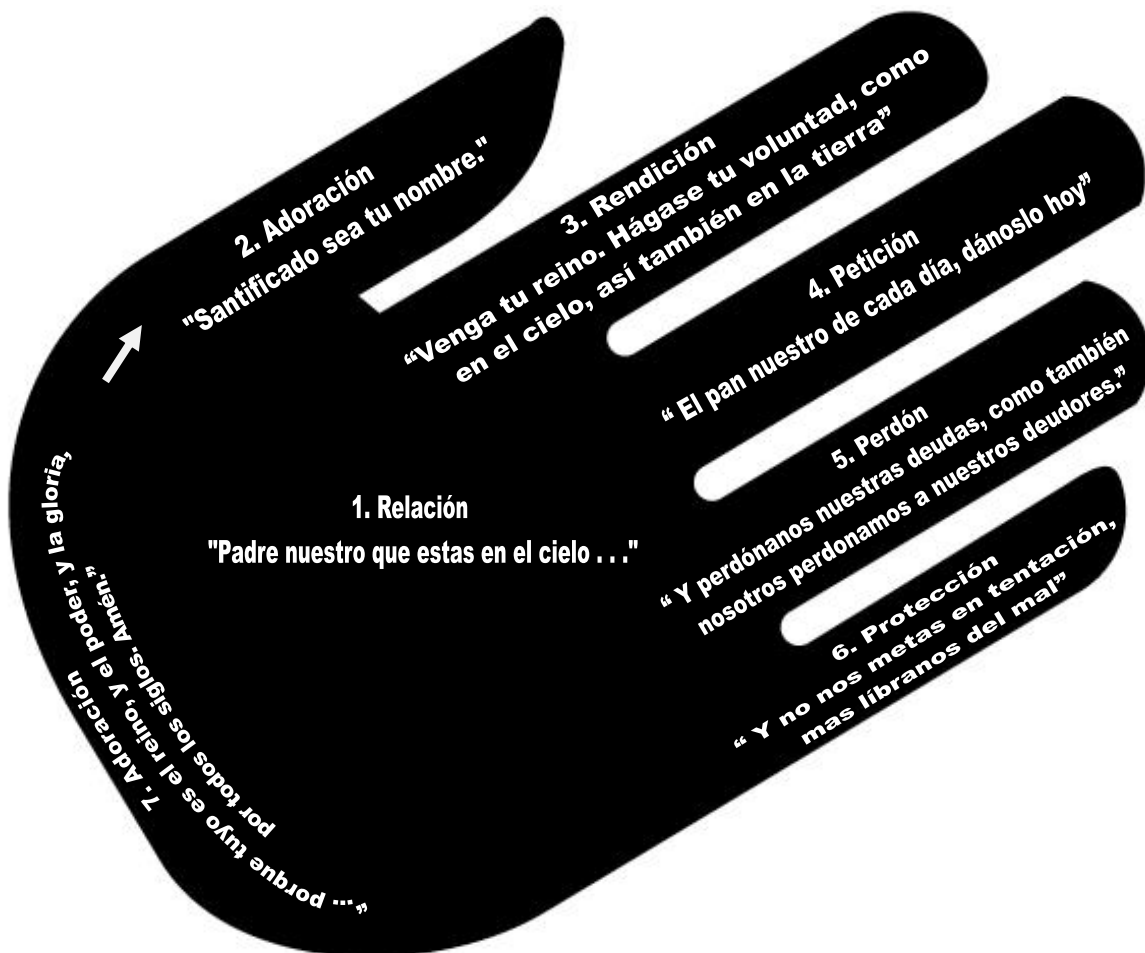 1. Relación
"Padre nuestro que estas en el cielo . . ."
2. Adoración
"Santificado sea tu nombre."
3. Rendición
“Venga tu reino. Hágase tu voluntad, como
en el cielo, así también en la tierra”
4. Petición
“ El pan nuestro de cada día, dánoslo hoy”
5. Perdón
“ Y perdónanos nuestras deudas, como también
nosotros perdonamos a nuestros deudores.”
6. Protección
“ Y no nos metas en tentación,
mas líbranos del mal”
7. Adoración
”... porque tuyo es el reino, y el poder, y la gloria,
por todos los siglos. Amén.”